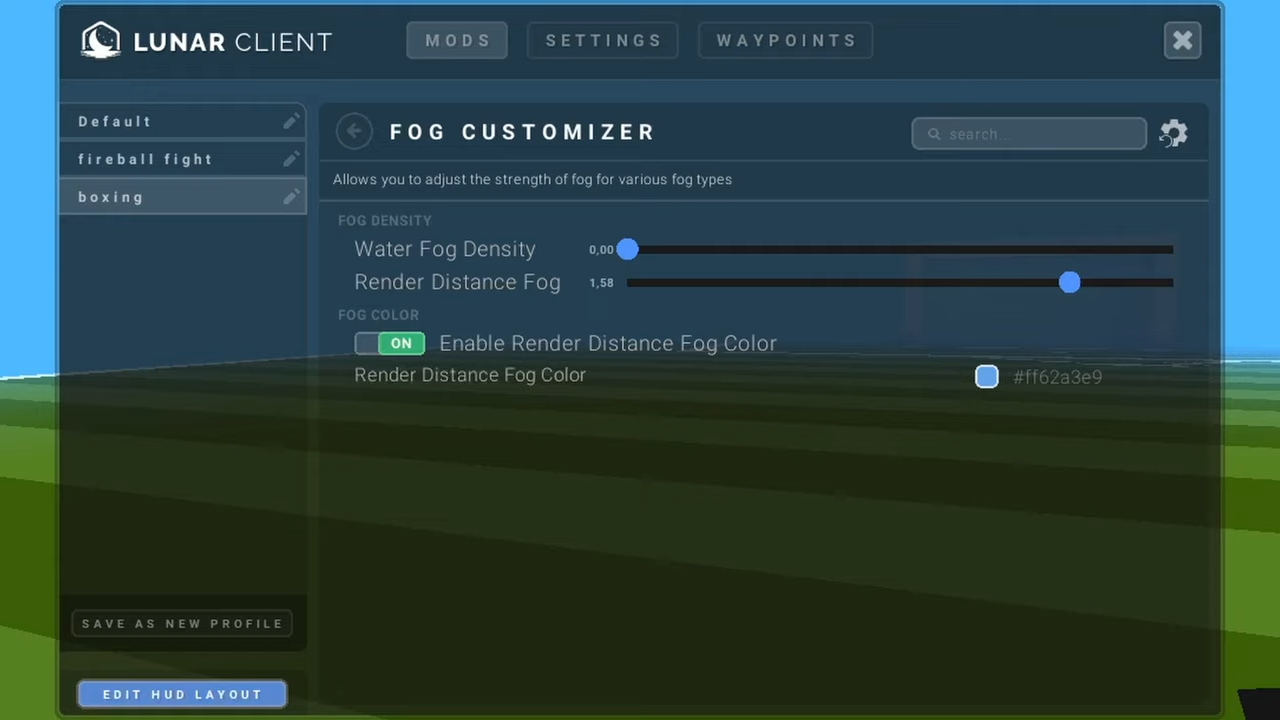 LUNAR CLIENT
MODS
SETTINGS
WAYPOINTS
Default
fireball fight
boxing
FOG CUSTOMIZER
search...
Allows you to adjust the strength of fog for various fog types
FOG DENSITY
Water Fog Density 0,00
Render Distance Fog 1,58
FOG COLOR
ON Enable Render Distance Fog Color
Render Distance Fog Color #ff62a3e9
SAVE AS NEW PROFILE
EDIT HUD LAYOUT